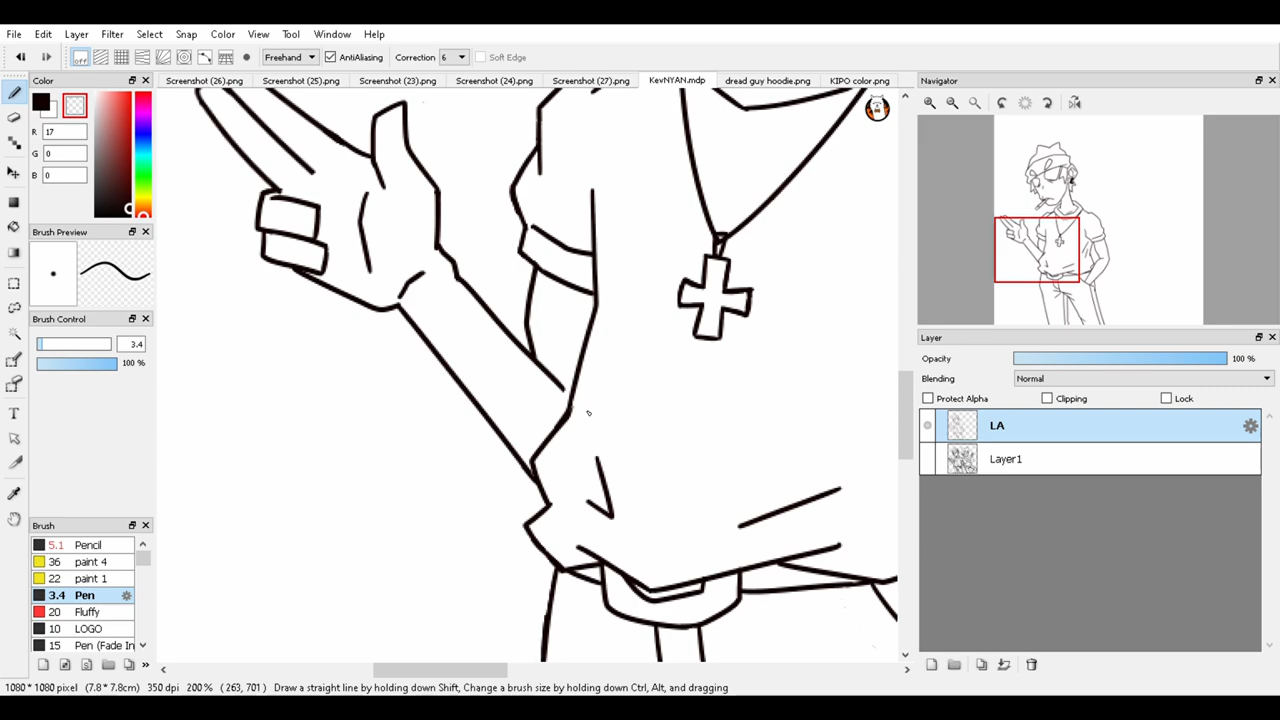 File Edit Layer Filter Select Snap Color View Tool Window Help
off Freehand AntiAliasing Correction 6 Soft Edge
Color Screenshot (26).png Screenshot (25).png Screenshot (23).png Screenshot (24).png Screenshot (27).png KevNYAN.mdp dread guy hoodie.png KIPO color.png Navigator
R 17
G 0
B 0
Brush Preview
Brush Control
3.4
100 %
Layer
Opacity 100 %
Blending Normal
Protect Alpha Clipping Lock
LA
Layer1
Brush
5.1 Pencil
36 paint 4
22 paint 1
3.4 Pen
20 Fluffy
10 LOGO
15 Pen (Fade In
1080 * 1080 pixel (7.8 * 7.8cm) 350 dpi 200 % ( 263, 701 ) Draw a straight line by holding down Shift, Change a brush size by holding down Ctrl, Alt, and dragging